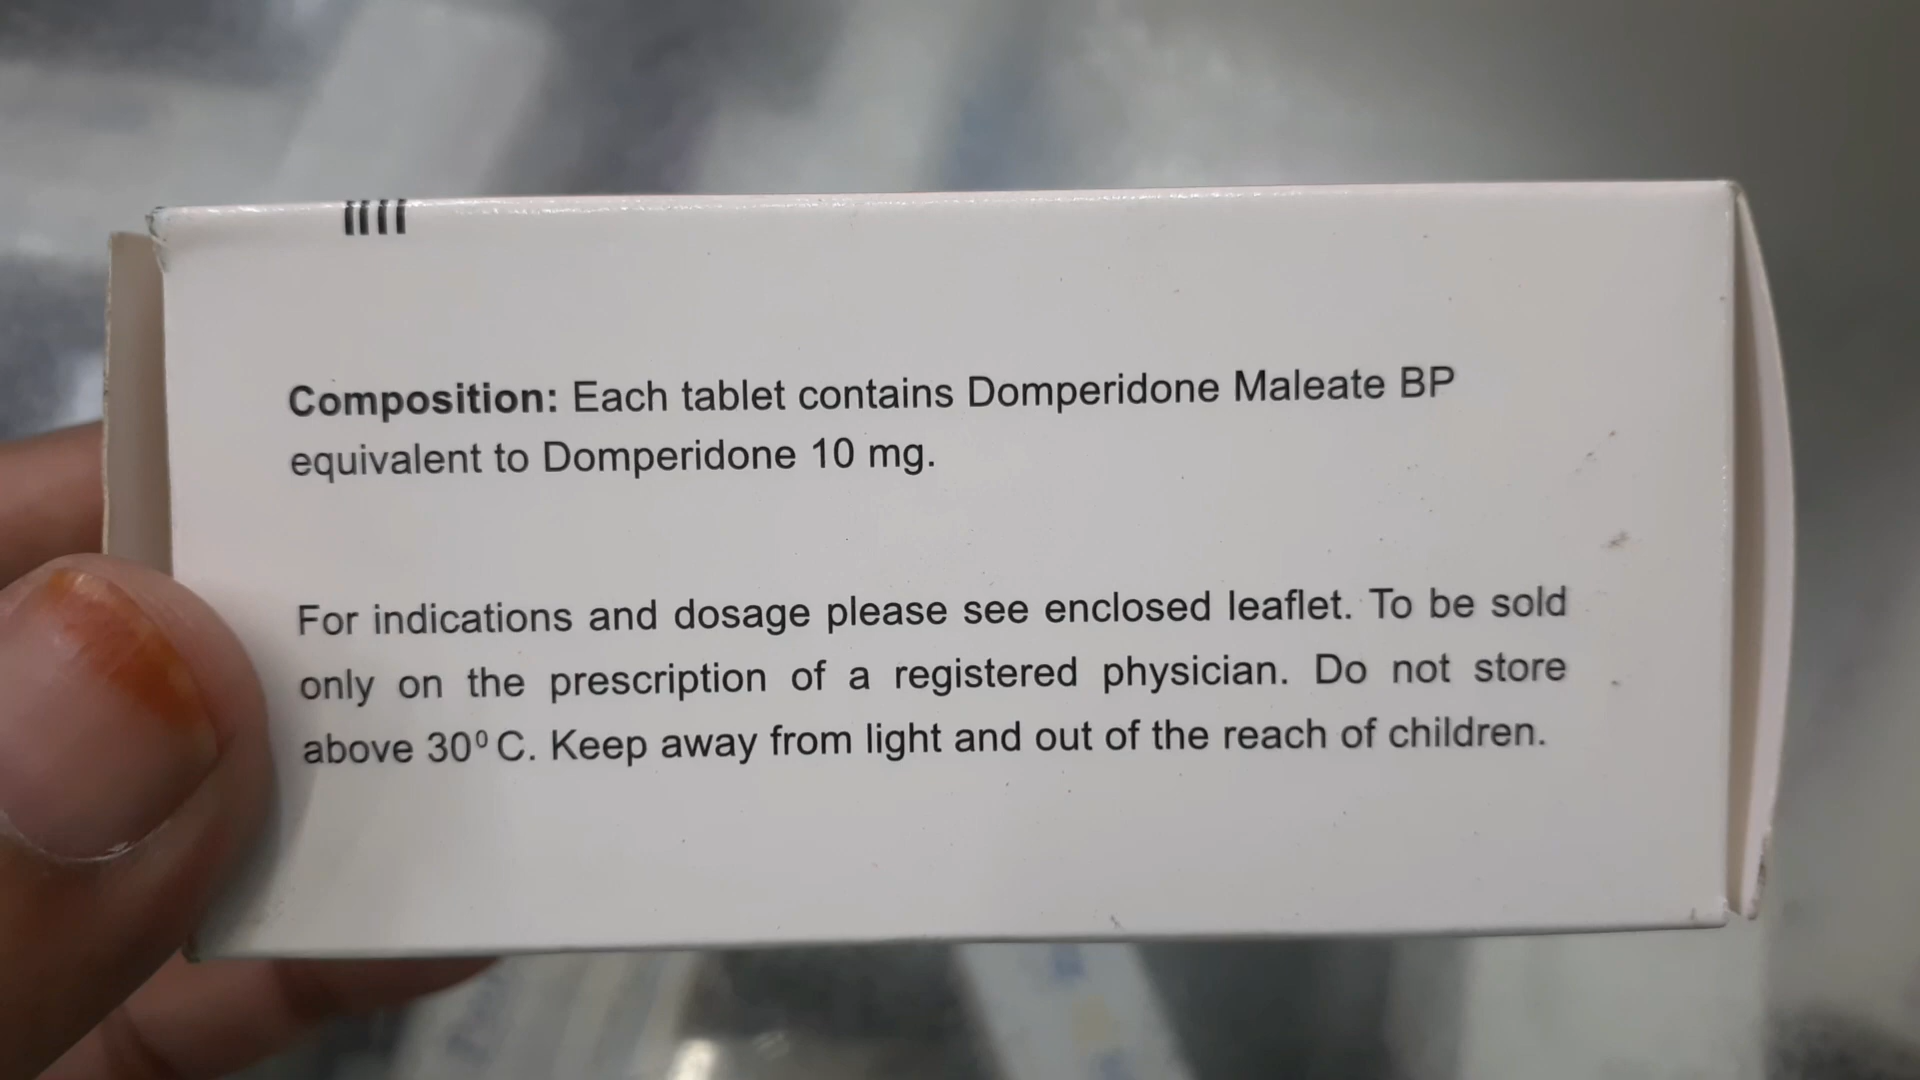 Composition: Each tablet contains Domperidone Maleate BP
equivalent to Domperidone 10 mg.
For indications and dosage please see enclosed leaflet. To be sold
only on the prescription of a registered physician. Do not store
above 30⁰ C. Keep away from light and out of the reach of children.